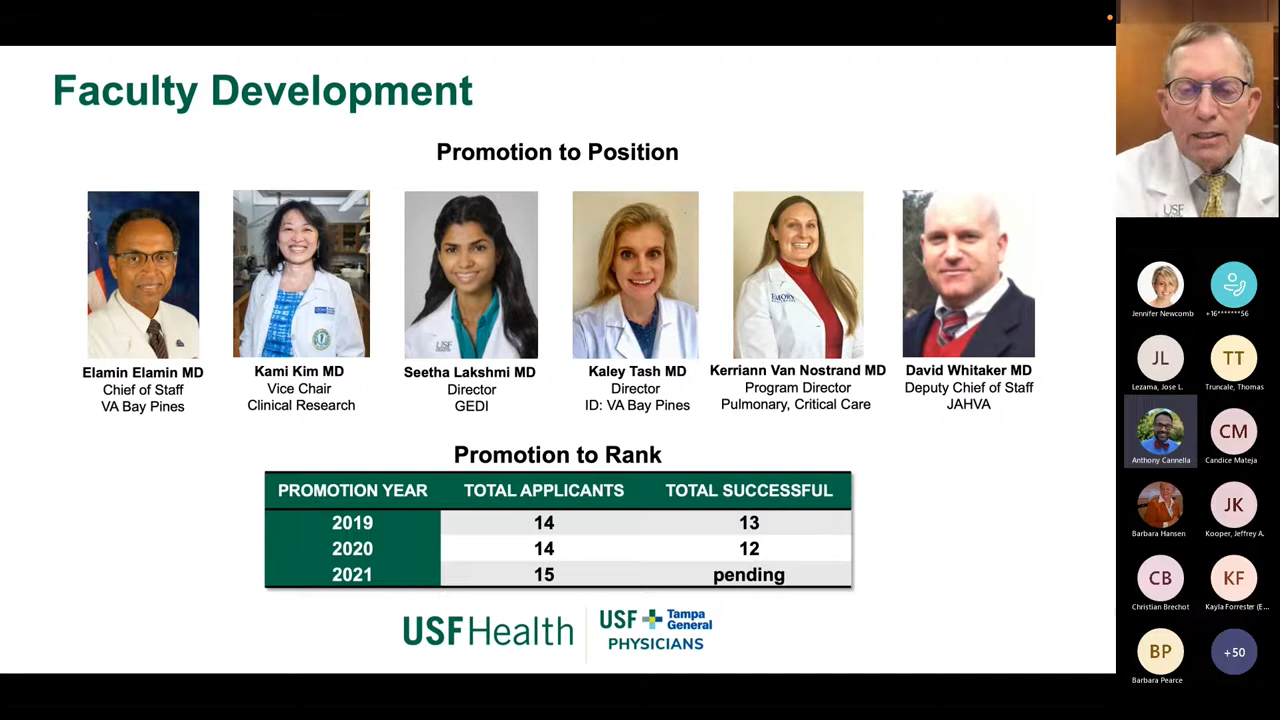 Faculty Development
Promotion to Position
Elamin Elamin MD
Chief of Staff
VA Bay Pines
Kami Kim MD
Vice Chair
Clinical Research
Seetha Lakshmi MD
Director
GEDI
Kaley Tash MD
Director
ID: VA Bay Pines
Kerriann Van Nostrand MD
Program Director
Pulmonary, Critical Care
David Whitaker MD
Deputy Chief of Staff
JAHVA
Promotion to Rank
PROMOTION YEAR TOTAL APPLICANTS TOTAL SUCCESSFUL
2019 14 13
2020 14 12
2021 15 pending
USF Health
USF Tampa General
PHYSICIANS
USF
EMORY
USF
Jennifer Newcomb
+16*******56
JL
Lezama, Jose L.
TT
Truncale, Thomas
Anthony Cannella
CM
Candice Mateja
Barbara Hansen
JK
Kooper, Jeffrey A.
CB
Christian Brechot
KF
Kayla Forrester (E...
BP
Barbara Pearce
+50